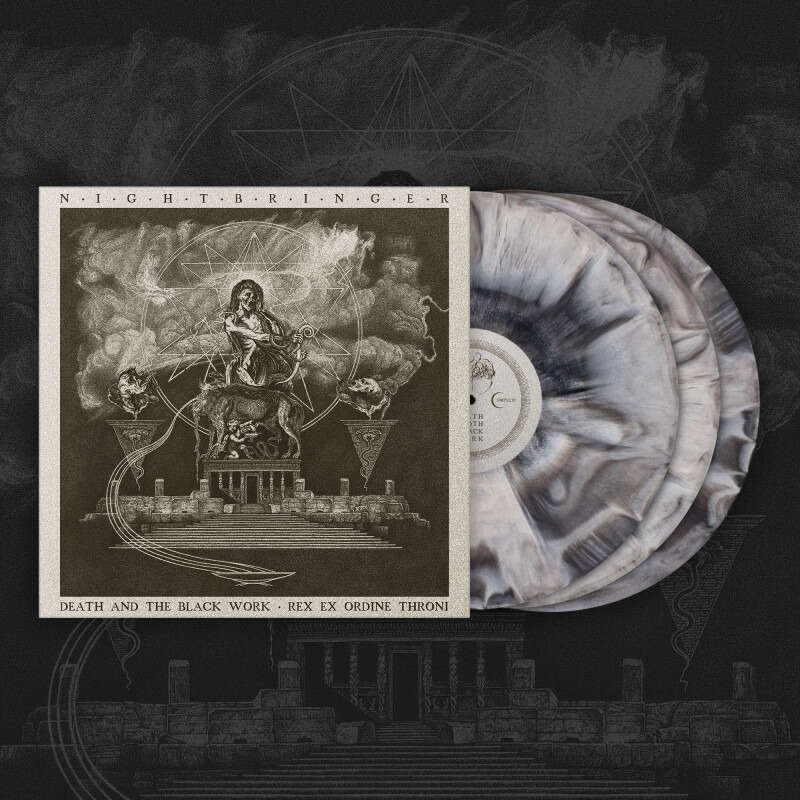 N·I·G·H·T·B·R·I·N·G·E·R
DEATH AND THE BLACK WORK · REX EX ORDINE THRONI